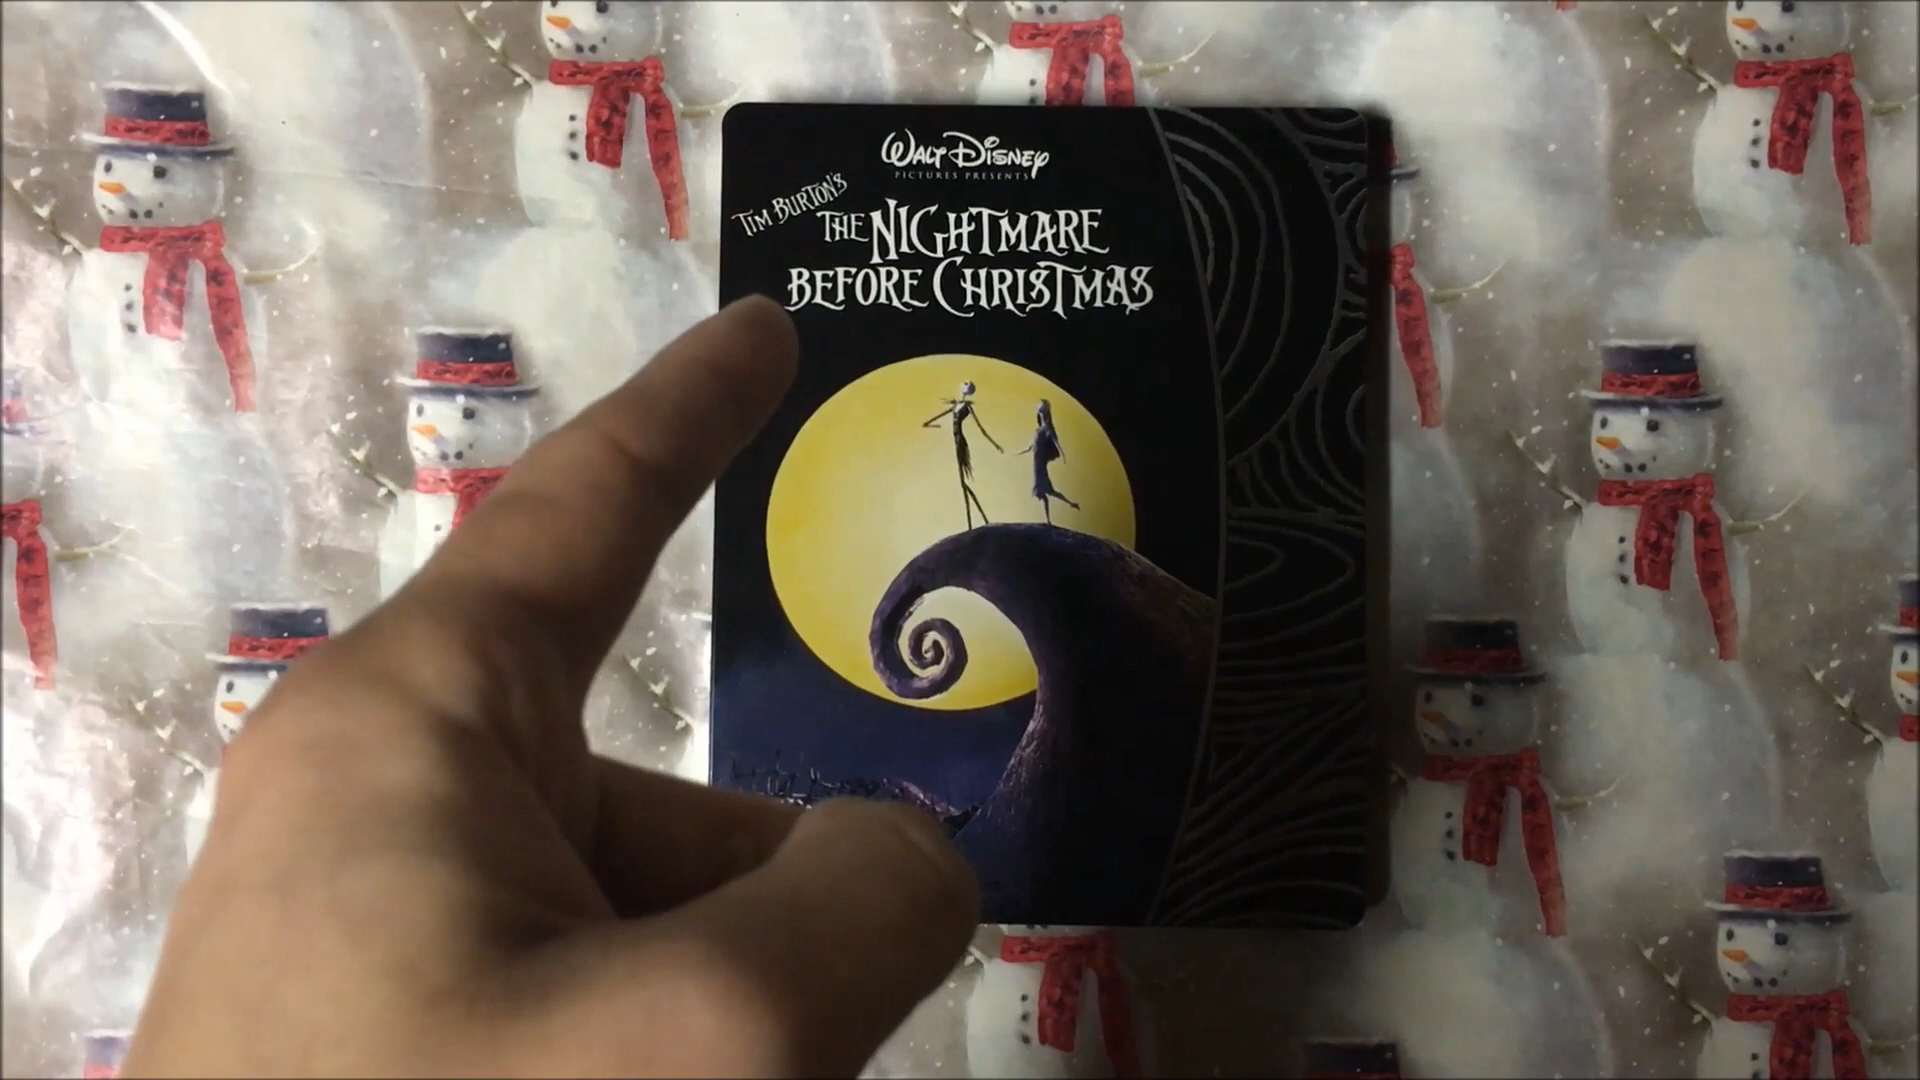 WALT DISNEY
PICTURES PRESENTS
TIM BURTON'S
THE NIGHTMARE
BEFORE CHRISTMAS